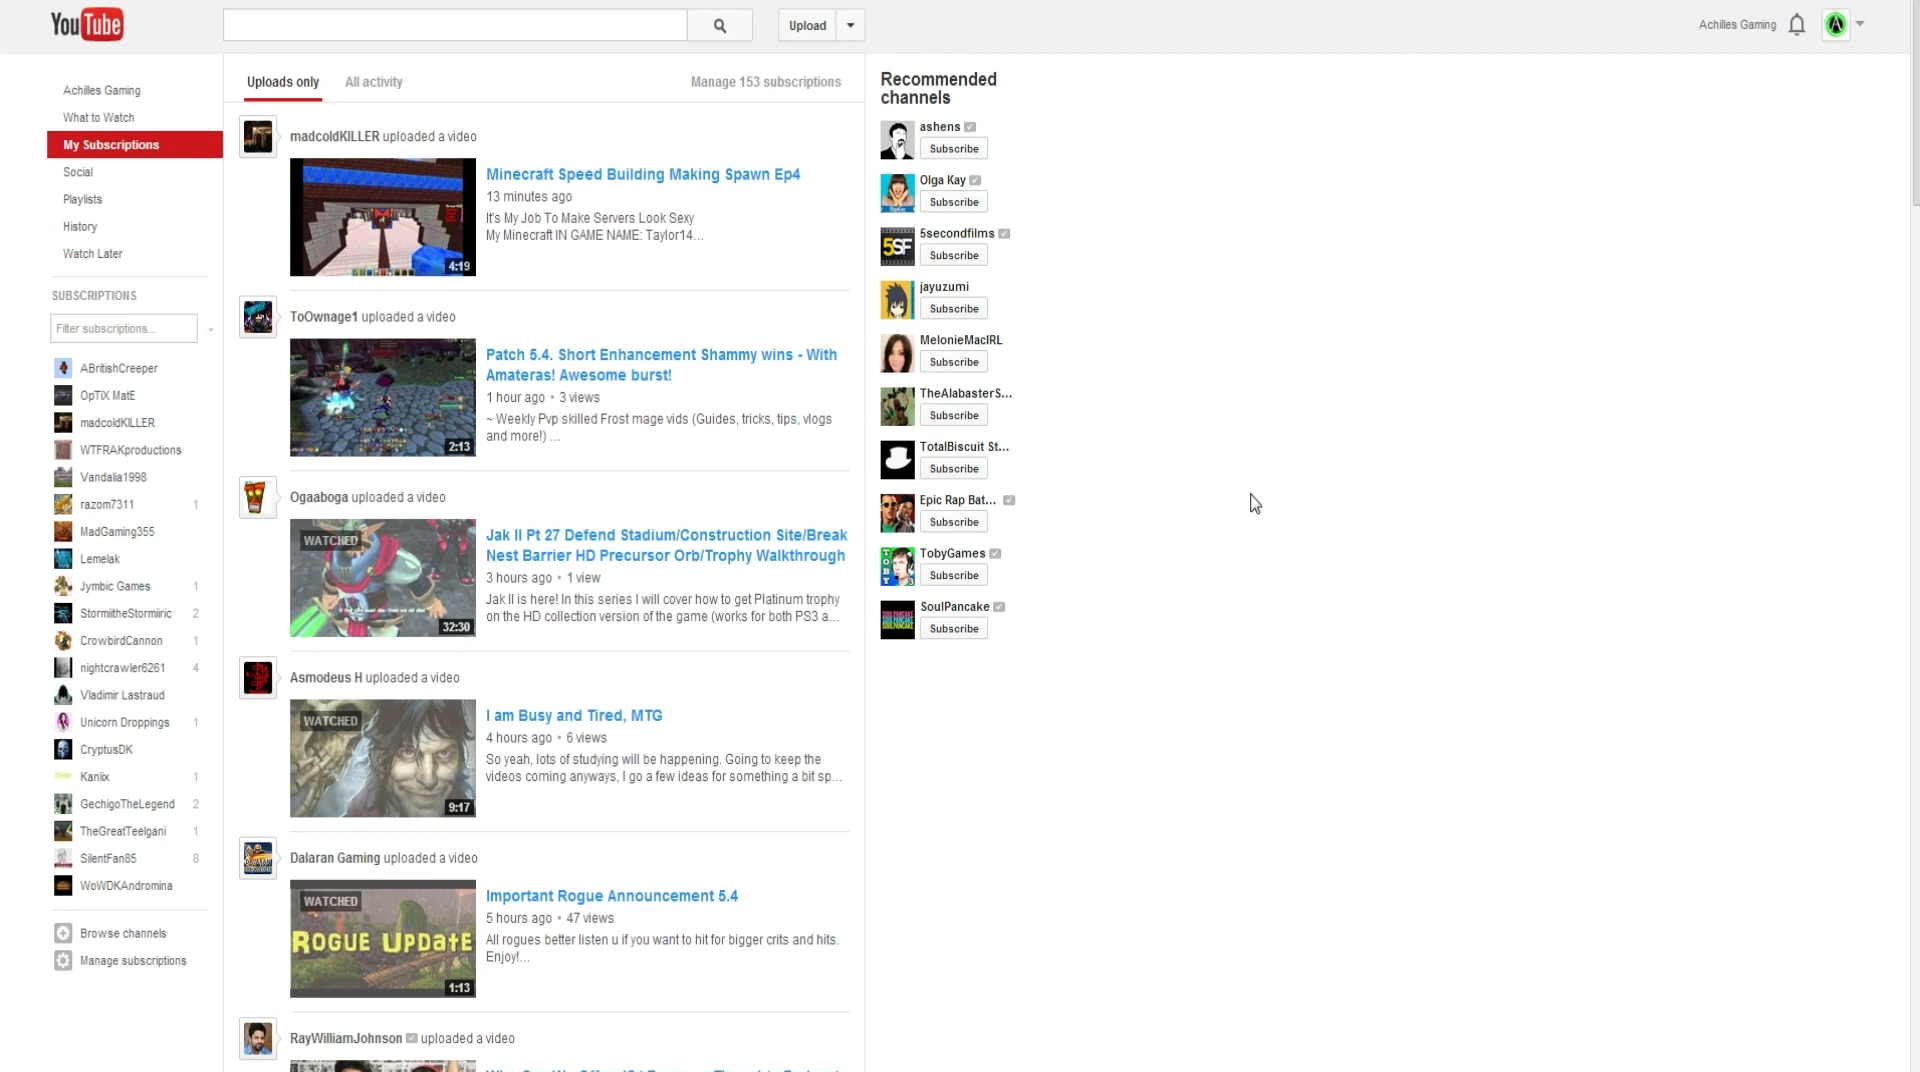 YouTube
Upload
Achilles Gaming
Achilles Gaming
What to Watch
My Subscriptions
Social
Playlists
History
Watch Later
SUBSCRIPTIONS
Filter subscriptions...
ABritishCreeper
OpTiX MatE
madcoldKILLER
WTFRAKproductions
Vandalia1998
razom7311 1
MadGaming355
Lemelak
Jymbic Games 1
StormiitheStormiiric 2
CrowbirdCannon 1
nightcrawler6261 4
Vladimir Lastraud
Unicorn Droppings 1
CryptusDK
Kaniix 1
GechigoTheLegend 2
TheGreatTeelgani 1
SilentFan85 8
WoWDKAndromina
Browse channels
Manage subscriptions
Uploads only All activity Manage 153 subscriptions
madcoldKILLER uploaded a video
4:19
Minecraft Speed Building Making Spawn Ep4
13 minutes ago
It's My Job To Make Servers Look Sexy
My Minecraft IN GAME NAME: Taylor14...
ToOwnage1 uploaded a video
2:13
Patch 5.4. Short Enhancement Shammy wins - With
Amateras! Awesome burst!
1 hour ago • 3 views
~ Weekly Pvp skilled Frost mage vids (Guides, tricks, tips, vlogs
and more!) ...
Ogaaboga uploaded a video
WATCHED
32:30
Jak II Pt 27 Defend Stadium/Construction Site/Break
Nest Barrier HD Precursor Orb/Trophy Walkthrough
3 hours ago • 1 view
Jak II is here! In this series I will cover how to get Platinum trophy
on the HD collection version of the game (works for both PS3 a...
Asmodeus H uploaded a video
WATCHED
9:17
I am Busy and Tired, MTG
4 hours ago • 6 views
So yeah, lots of studying will be happening. Going to keep the
videos coming anyways, I go a few ideas for something a bit sp...
Dalaran Gaming uploaded a video
WATCHED
ROGUE UPDATE
1:13
Important Rogue Announcement 5.4
5 hours ago • 47 views
All rogues better listen u if you want to hit for bigger crits and hits.
Enjoy!...
RayWilliamJohnson uploaded a video
Recommended
channels
ashens
Subscribe
Olga Kay
Subscribe
5SF
5secondfilms
Subscribe
jayuzumi
Subscribe
MelonieMacIRL
Subscribe
TheAlabasterS...
Subscribe
TotalBiscuit St...
Subscribe
Epic Rap Bat...
Subscribe
TOBY
TobyGames
Subscribe
SOULPANCAKE
SoulPancake
Subscribe